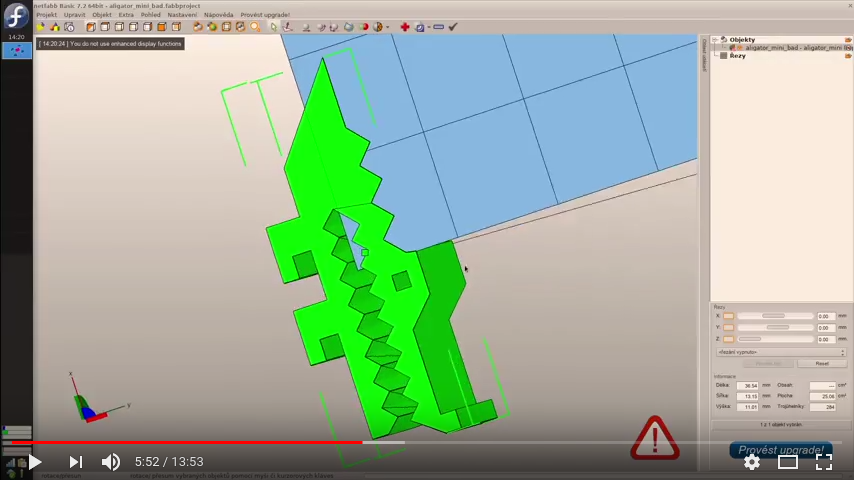 netfabb Basic 7.2 64bit - aligator_mini_bad.fabbproject
Projekt Upravit Objekt Extra Pohled Nastavení Nápověda Provést upgrade!
14:20
[ 14:20:24 ] You do not use enhanced display functions
Objekty
aligator_mini_bad - aligator_mini
Řezy
x
y
Řezy
X: 0.00 mm
Y: 0.00 mm
Z: 0.00 mm
<řezání vypnuto>
Reset
Informace
Délka: 36.54 mm Obsah: ---
Šířka: 13.15 mm Plocha: 25.06 cm
Výška: 11.01 mm Trojúhelníky: 284
1 z 1 objekt vybrán
Provést upgrade!
5:52 / 13:53